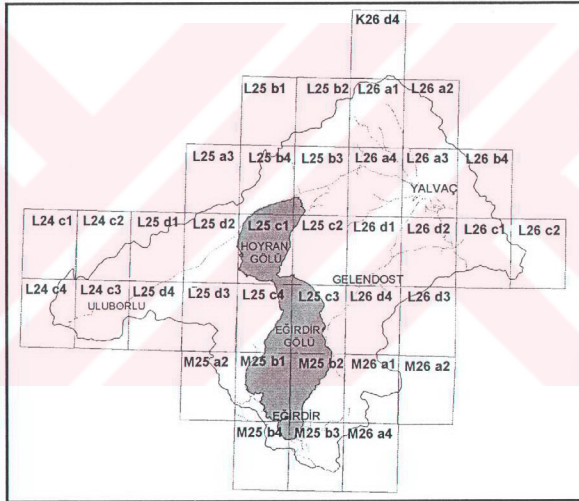 K26 d4
L25 b1 L25 b2 L26 a1 L26 a2
L25 a3 L25 b4 L25 b3 L26 a4 L26 a3 L26 b4
YALVAÇ
L24 c1 L24 c2 L25 d1 L25 d2 L25 c1 L25 c2 L26 d1 L26 d2 L26 c1 L26 c2
HOYRAN
GÖLÜ
GELENDOST
L24 c4 L24 c3 L25 d4 L25 d3 L25 c4 L25 c3 L26 d4 L26 d3
ULUBORLU
EĞİRDİR
GÖLÜ
M25 a2 M25 b1 M25 b2 M26 a1 M26 a2
EĞİRDİR
M25 b4 M25 b3 M26 a4